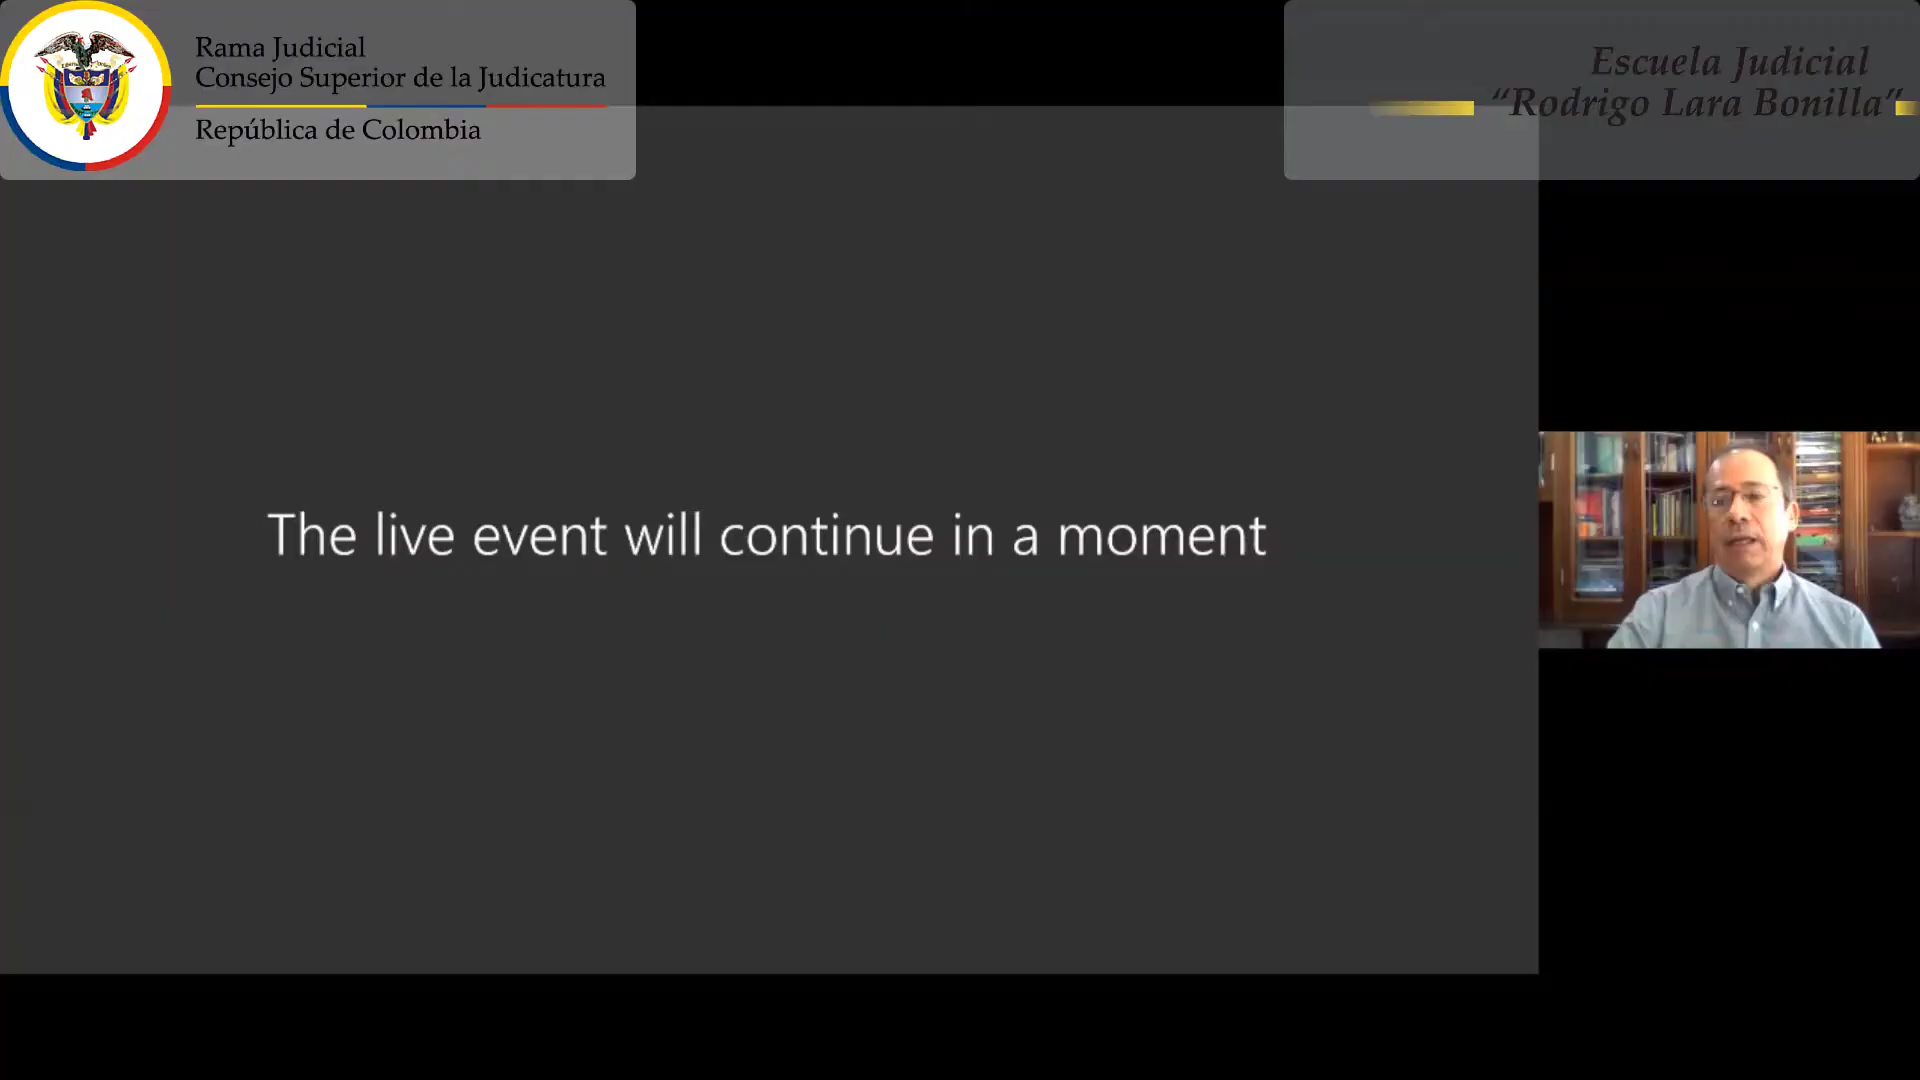 Rama Judicial
Consejo Superior de la Judicatura
República de Colombia
Escuela Judicial
“Rodrigo Lara Bonilla”
The live event will continue in a moment